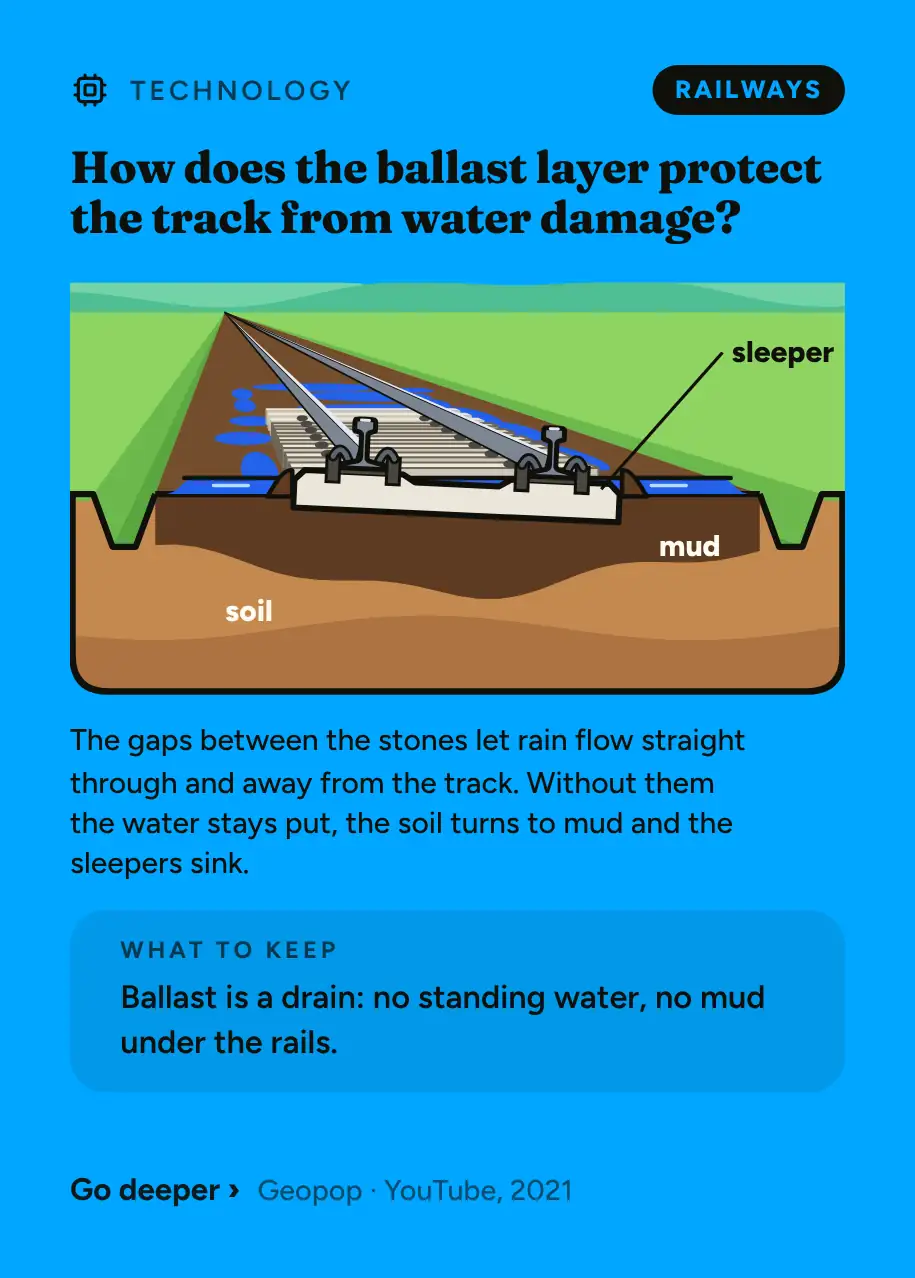 TECHNOLOGY
RAILWAYS
How does the ballast layer protect
the track from water damage?
sleeper
mud
soil
The gaps between the stones let rain flow straight
through and away from the track. Without them
the water stays put, the soil turns to mud and the
sleepers sink.
WHAT TO KEEP
Ballast is a drain: no standing water, no mud
under the rails.
Go deeper › Geopop · YouTube, 2021